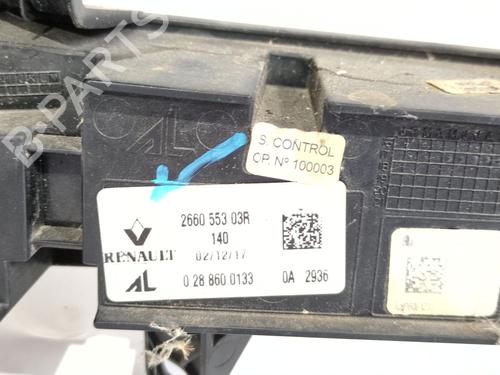 B-PARTS
AL
S. CONTROL
OP. Nº 100003
2660 553 03R
140
RENAULT 02/12/17
AL 0 28 860 0133 0A 2936